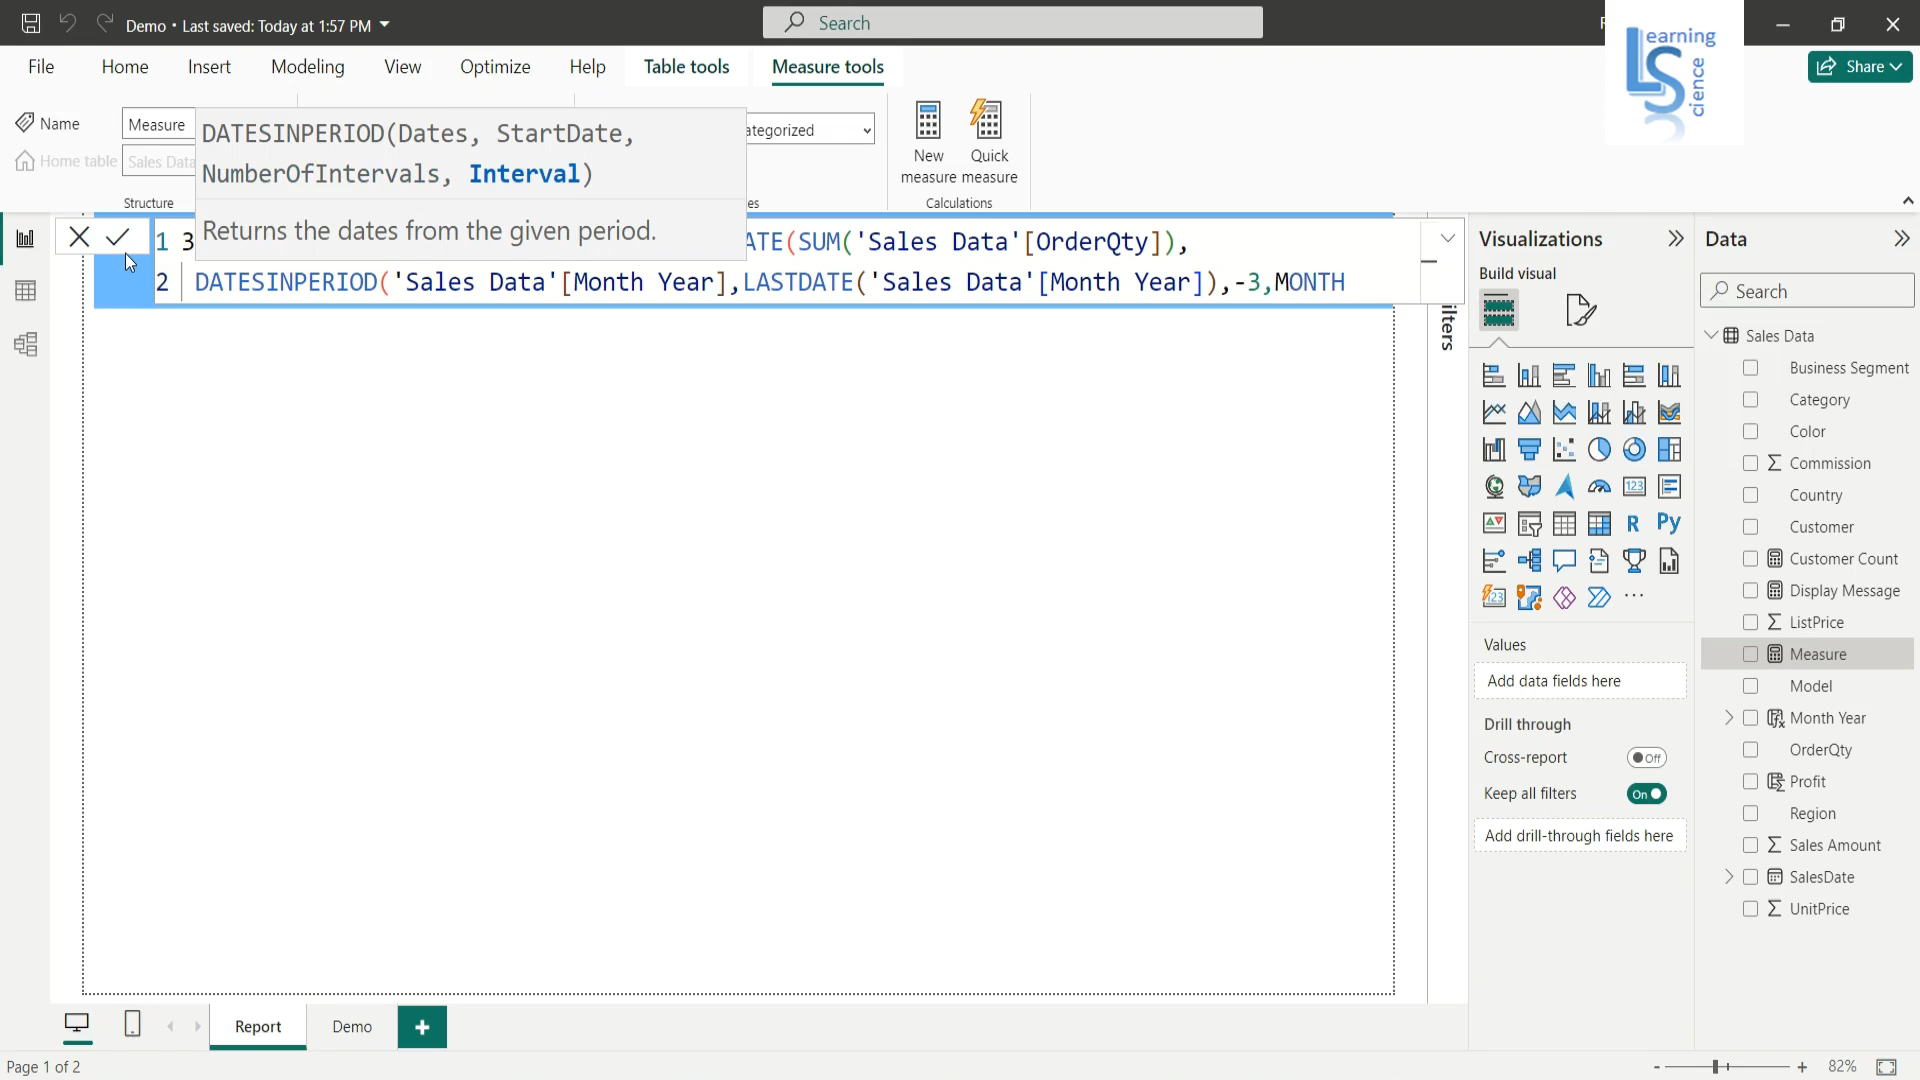 Demo • Last saved: Today at 1:57 PM
Search
Learning Science
File
Home
Insert
Modeling
View
Optimize
Help
Table tools
Measure tools
Share
Name
Measure
Home table
Sales Data
Structure
DATESINPERIOD(Dates, StartDate,
NumberOfIntervals, Interval)
Returns the dates from the given period.
New
measure
Quick
measure
Calculations
1 3
ATE(SUM('Sales Data'[OrderQty]),
2 DATESINPERIOD('Sales Data'[Month Year],LASTDATE('Sales Data'[Month Year]),-3,MONTH
Visualizations
Build visual
123
R
Py
123
Values
Add data fields here
Drill through
Cross-report
Off
Keep all filters
On
Add drill-through fields here
Data
Search
Sales Data
Business Segment
Category
Color
Commission
Country
Customer
Customer Count
Display Message
ListPrice
Measure
Model
Month Year
OrderQty
Profit
Region
Sales Amount
SalesDate
UnitPrice
Report
Demo
Page 1 of 2
82%